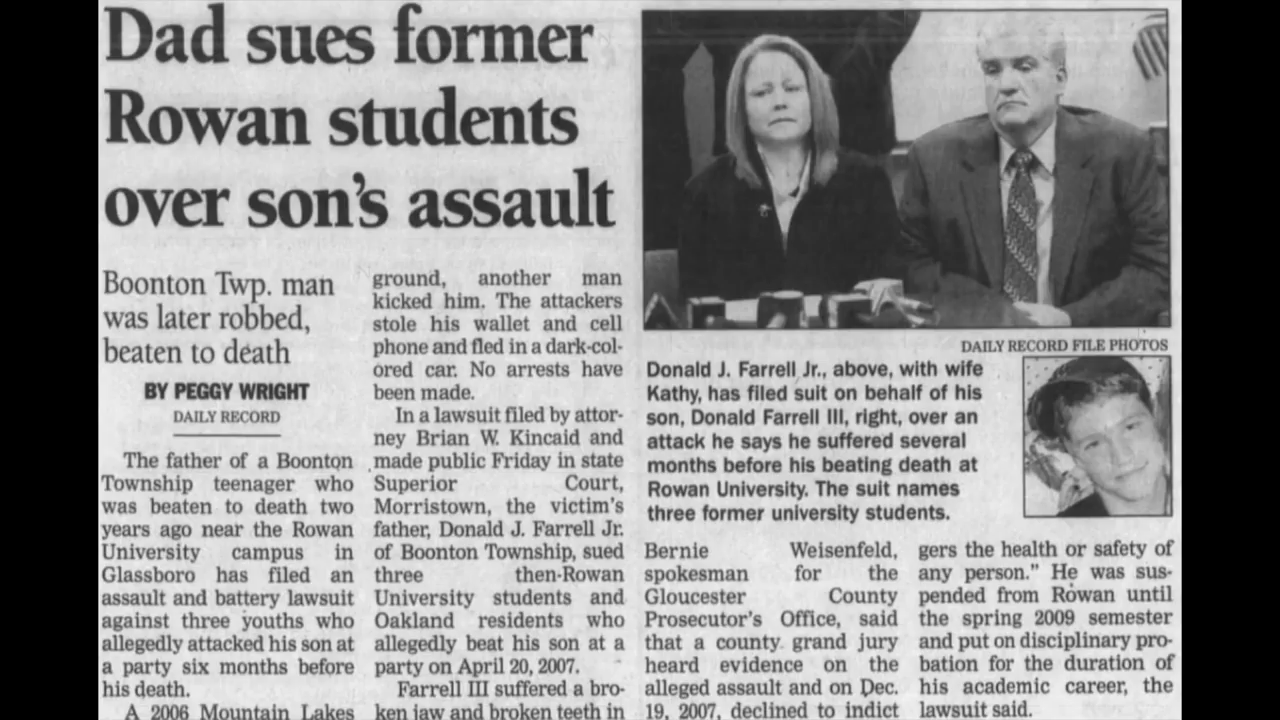 Dad sues former
Rowan students
over son's assault
Boonton Twp. man
was later robbed,
beaten to death
BY PEGGY WRIGHT
DAILY RECORD
The father of a Boonton
Township teenager who
was beaten to death two
years ago near the Rowan
University campus in
Glassboro has filed an
assault and battery lawsuit
against three youths who
allegedly attacked his son at
a party six months before
his death.
A 2006 Mountain Lakes
ground, another man
kicked him. The attackers
stole his wallet and cell
phone and fled in a dark-col-
ored car. No arrests have
been made.
In a lawsuit filed by attor-
ney Brian W. Kincaid and
made public Friday in state
Superior Court,
Morristown, the victim's
father, Donald J. Farrell Jr.
of Boonton Township, sued
three then-Rowan
University students and
Oakland residents who
allegedly beat his son at a
party on April 20, 2007.
Farrell III suffered a bro-
ken jaw and broken teeth in
DAILY RECORD FILE PHOTOS
Donald J. Farrell Jr., above, with wife
Kathy, has filed suit on behalf of his
son, Donald Farrell III, right, over an
attack he says he suffered several
months before his beating death at
Rowan University. The suit names
three former university students.
Bernie Weisenfeld,
spokesman for the
Gloucester County
Prosecutor's Office, said
that a county grand jury
heard evidence on the
alleged assault and on Dec.
19, 2007, declined to indict
gers the health or safety of
any person." He was sus-
pended from Rowan until
the spring 2009 semester
and put on disciplinary pro-
bation for the duration of
his academic career, the
lawsuit said.